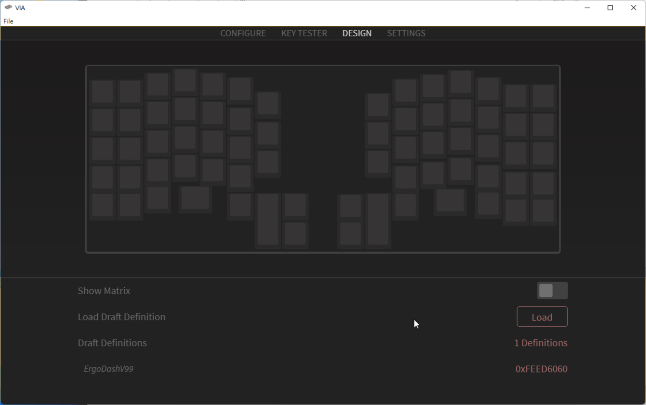 VIA
File
CONFIGURE KEY TESTER DESIGN SETTINGS
Show Matrix
Load Draft Definition Load
Draft Definitions 1 Definitions
ErgoDashV99 0xFEED6060